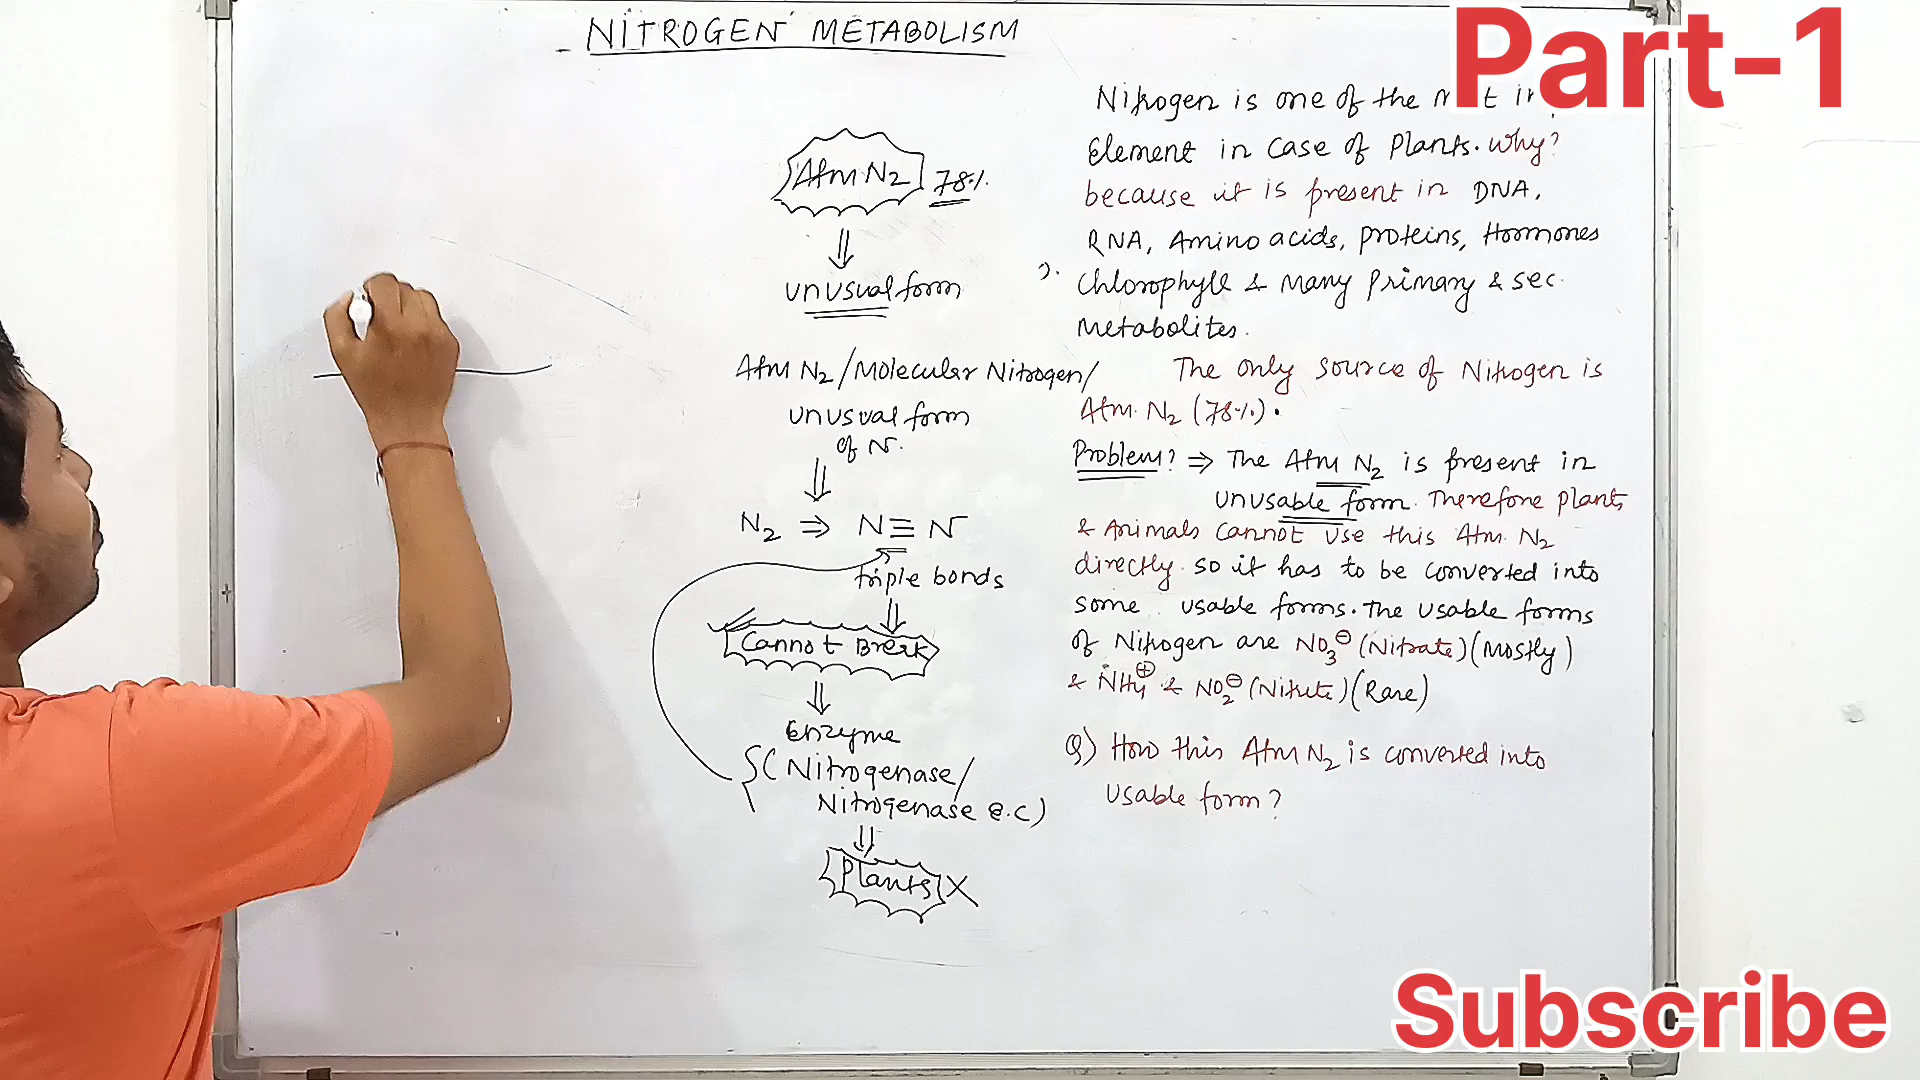 NITROGEN METABOLISM
Part-1
Atm N2 78%
⇓
unusual form
Atm N2/Molecular Nitrogen/
unusual form
of N.
⇓
N2 ⇒ N≡N
triple bonds
⇓
Cannot Break
⇓
Enzyme
(Nitrogenase/
Nitrogenase e.c)
⇓
Plants X
Nitrogen is one of the
Element in case of Plants. Why?
because it is present in DNA,
RNA, Amino acids, proteins, Hormones
Chlorophyll & Many Primary & sec.
Metabolites.
The only source of Nitrogen is
Atm. N2 (78%).
Problem? ⇒ The Atm N2 is present in
unusable form. Therefore plants
& Animals cannot use this Atm. N2
directly. so it has to be converted into
some usable forms. The usable forms
of Nitrogen are NO3⊖ (Nitrate) (Mostly)
& NH4⊕ & NO2⊖ (Nitrite) (Rare)
Q) How this Atm N2 is converted into
usable form?
Subscribe